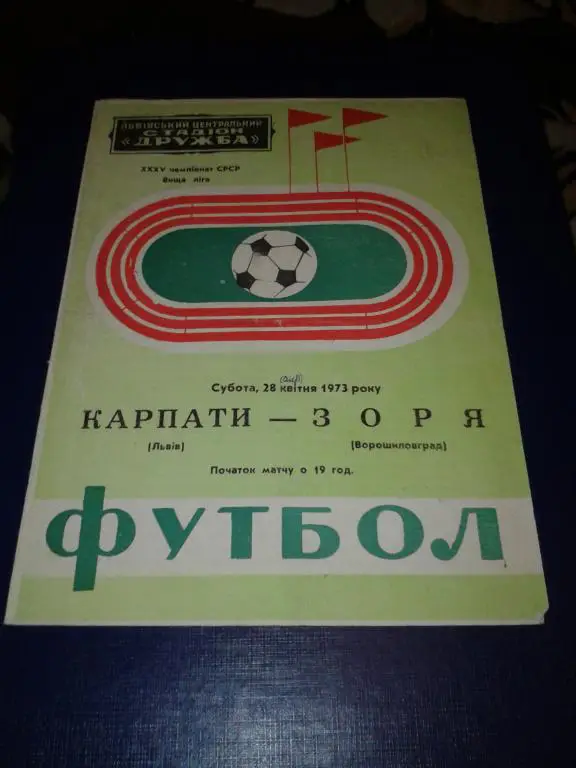 ЛЬВІВСЬКИЙ ЦЕНТРАЛЬНИЙ
СТАДІОН
«ДРУЖБА»
XXXV чемпіонат СРСР
Вища ліга
Субота, 28 квітня 1973 року
КАРПАТИ — ЗОРЯ
(Львів) (Ворошиловград)
Початок матчу о 19 год.
ФУТБОЛ